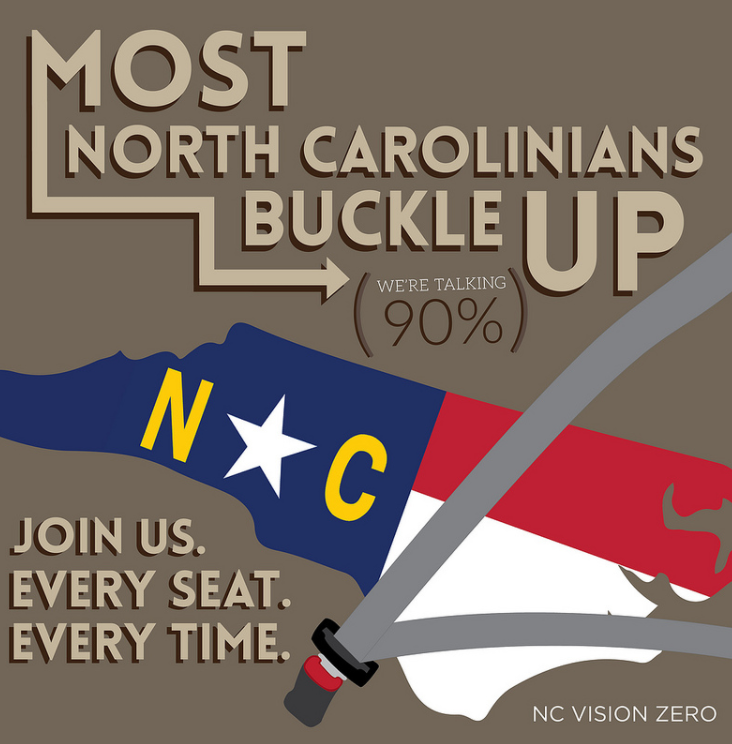 MOST
NORTH CAROLINIANS
BUCKLE UP
(WE'RE TALKING
90%)
N ★ C
JOIN US.
EVERY SEAT.
EVERY TIME.
NC VISION ZERO